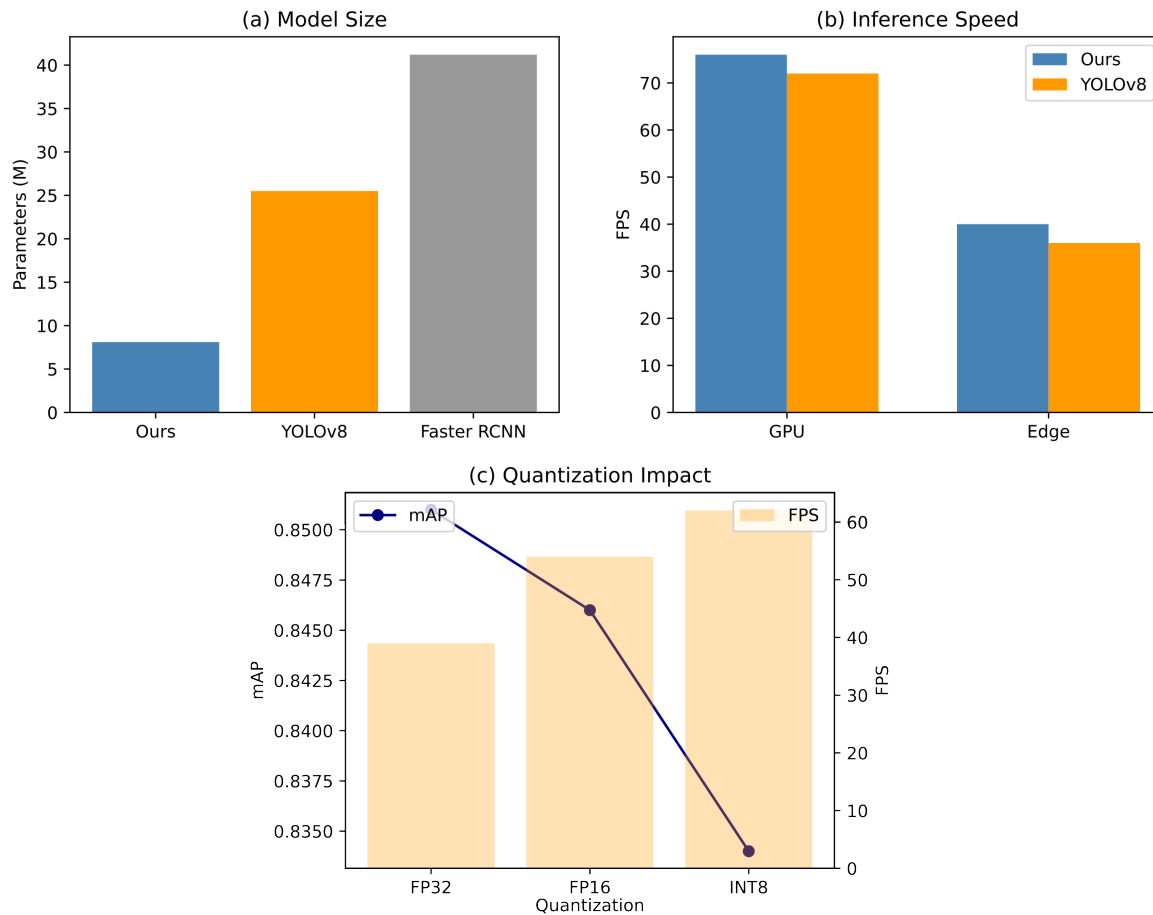 (a) Model Size
Parameters (M)
40
35
30
25
20
15
10
5
0
Ours YOLOv8 Faster RCNN
(b) Inference Speed
FPS
70
60
50
40
30
20
10
0
Ours
YOLOv8
GPU Edge
(c) Quantization Impact
mAP
0.8500
0.8475
0.8450
0.8425
0.8400
0.8375
0.8350
mAP
FPS
60
50
40
30
20
10
0
FPS
FP32 FP16 INT8
Quantization